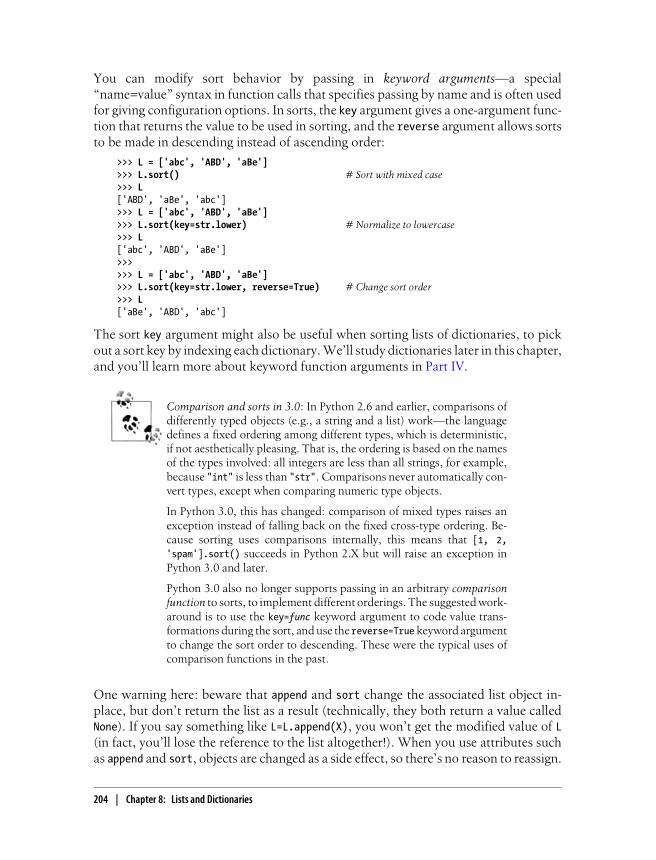 You can modify sort behavior by passing in keyword arguments—a special
“name=value” syntax in function calls that specifies passing by name and is often used
for giving configuration options. In sorts, the key argument gives a one-argument func-
tion that returns the value to be used in sorting, and the reverse argument allows sorts
to be made in descending instead of ascending order:
>>> L = ['abc', 'ABD', 'aBe']
>>> L.sort() # Sort with mixed case
>>> L
['ABD', 'aBe', 'abc']
>>> L = ['abc', 'ABD', 'aBe']
>>> L.sort(key=str.lower) # Normalize to lowercase
>>> L
['abc', 'ABD', 'aBe']
>>>
>>> L = ['abc', 'ABD', 'aBe']
>>> L.sort(key=str.lower, reverse=True) # Change sort order
>>> L
['aBe', 'ABD', 'abc']
The sort key argument might also be useful when sorting lists of dictionaries, to pick
out a sort key by indexing each dictionary. We’ll study dictionaries later in this chapter,
and you’ll learn more about keyword function arguments in Part IV.
Comparison and sorts in 3.0: In Python 2.6 and earlier, comparisons of
differently typed objects (e.g., a string and a list) work—the language
defines a fixed ordering among different types, which is deterministic,
if not aesthetically pleasing. That is, the ordering is based on the names
of the types involved: all integers are less than all strings, for example,
because "int" is less than "str". Comparisons never automatically con-
vert types, except when comparing numeric type objects.
In Python 3.0, this has changed: comparison of mixed types raises an
exception instead of falling back on the fixed cross-type ordering. Be-
cause sorting uses comparisons internally, this means that [1, 2,
'spam'].sort() succeeds in Python 2.X but will raise an exception in
Python 3.0 and later.
Python 3.0 also no longer supports passing in an arbitrary comparison
function to sorts, to implement different orderings. The suggested work-
around is to use the key=func keyword argument to code value trans-
formations during the sort, and use the reverse=True keyword argument
to change the sort order to descending. These were the typical uses of
comparison functions in the past.
One warning here: beware that append and sort change the associated list object in-
place, but don’t return the list as a result (technically, they both return a value called
None). If you say something like L=L.append(X), you won’t get the modified value of L
(in fact, you’ll lose the reference to the list altogether!). When you use attributes such
as append and sort, objects are changed as a side effect, so there’s no reason to reassign.
204 | Chapter 8: Lists and Dictionaries